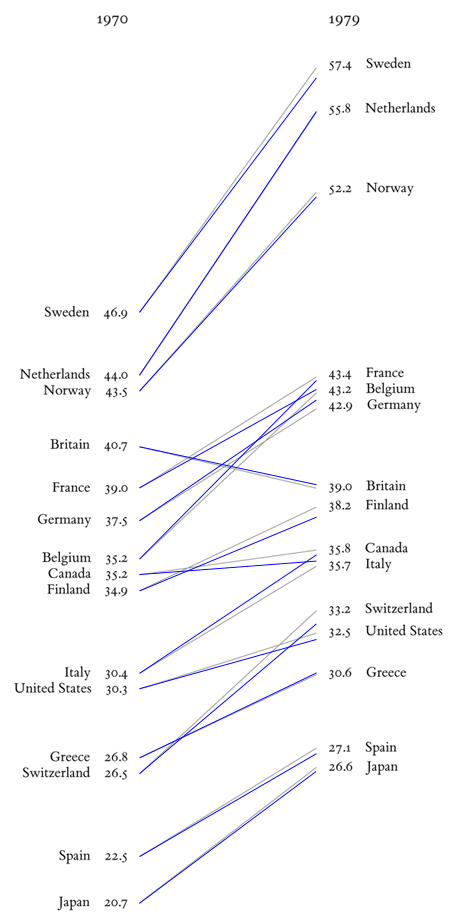 1970 1979
57.4 Sweden
55.8 Netherlands
52.2 Norway
Sweden 46.9
Netherlands 44.0
43.4 France
Norway 43.5
43.2 Belgium
42.9 Germany
Britain 40.7
France 39.0
39.0 Britain
38.2 Finland
Germany 37.5
35.8 Canada
Belgium 35.2
35.7 Italy
Canada 35.2
Finland 34.9
33.2 Switzerland
32.5 United States
Italy 30.4
30.6 Greece
United States 30.3
27.1 Spain
Greece 26.8
26.6 Japan
Switzerland 26.5
Spain 22.5
Japan 20.7